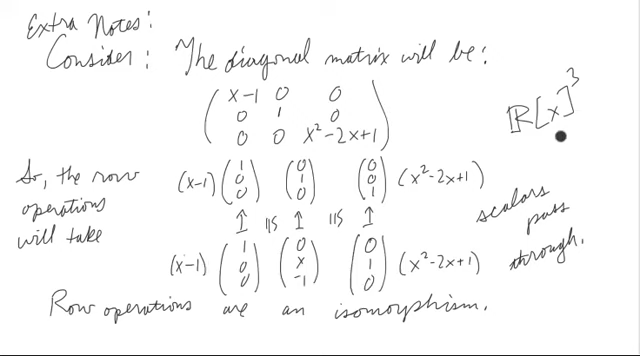 Extra Notes:
Consider: The diagonal matrix will be:
( x-1 0 0
0 1 0
0 0 x²-2x+1 )
ℝ[x]³
So, the row operations will take
(x-1) (1 0 0) (0 1 0) (0 0 1) (x²-2x+1)
↕ ≅ ↕ ≅ ↕
(x-1) (1 0 0) (0 x -1) (0 1 0) (x²-2x+1)
scalars
pass
through.
Row operations are an isomorphism.